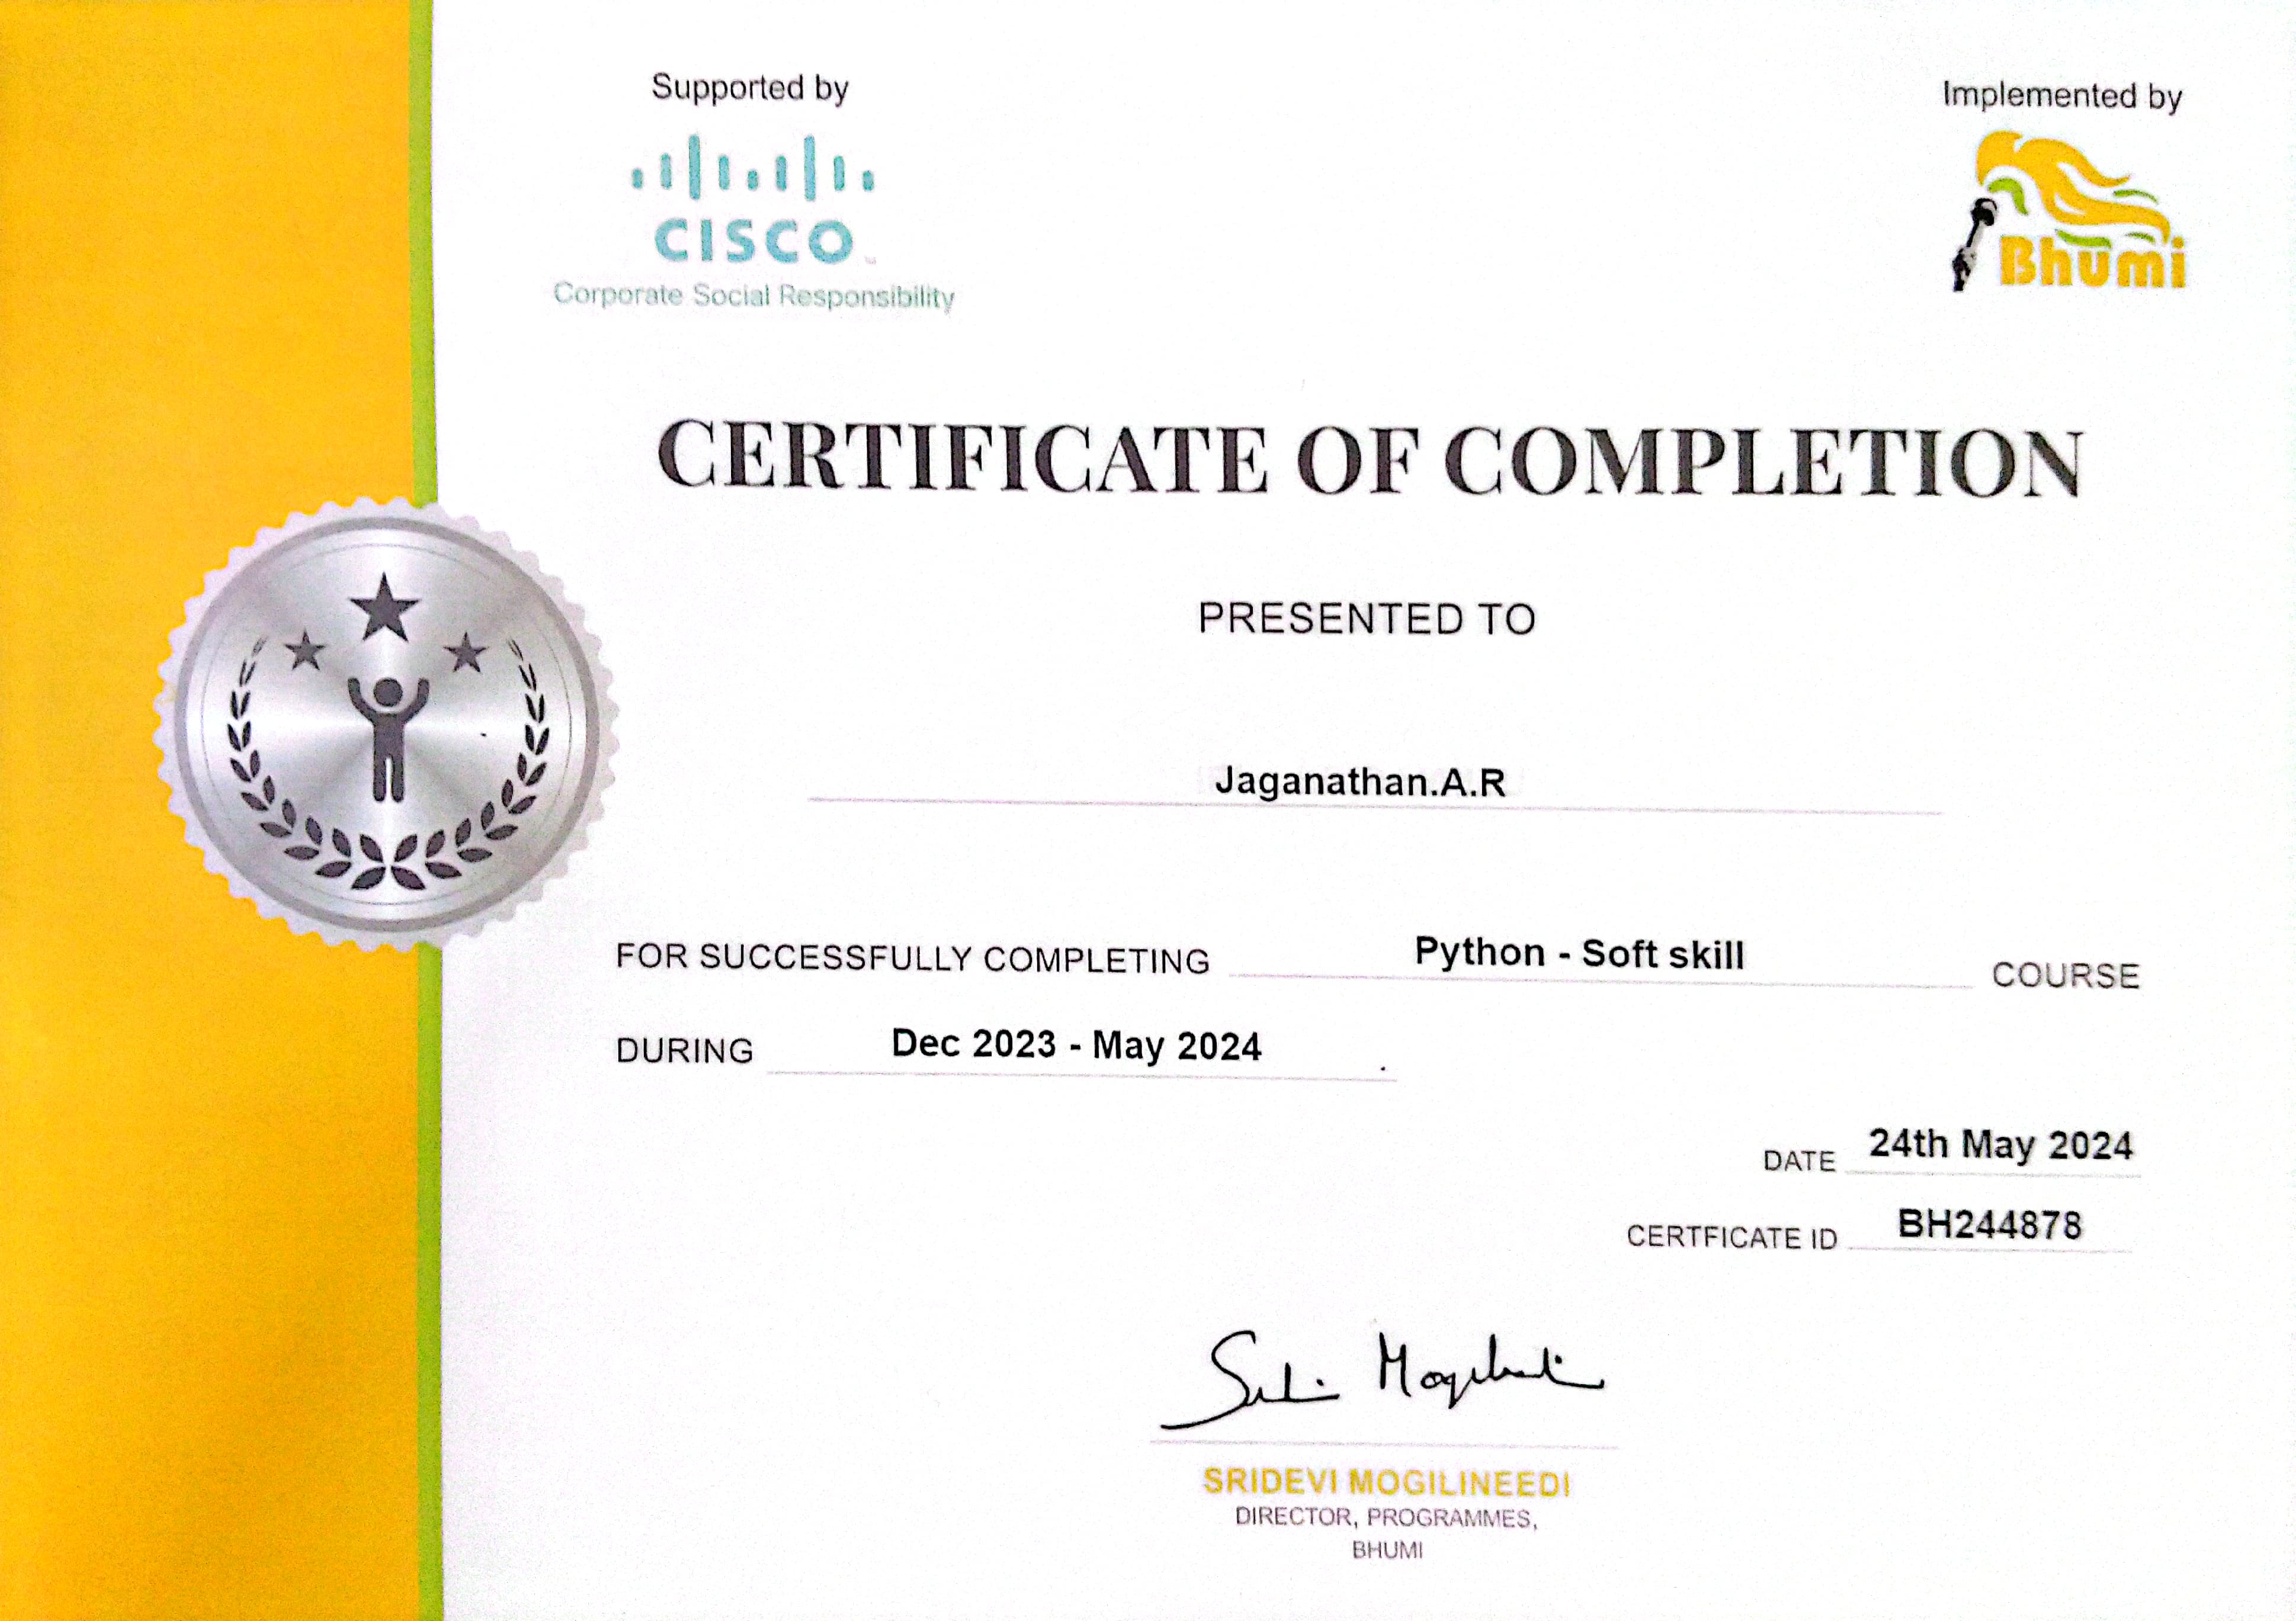 Supported by
CISCO
Corporate Social Responsibility
Implemented by
Bhumi
CERTIFICATE OF COMPLETION
PRESENTED TO
Jaganathan.A.R
FOR SUCCESSFULLY COMPLETING Python - Soft skill COURSE
DURING Dec 2023 - May 2024 .
DATE 24th May 2024
CERTFICATE ID BH244878
SRIDEVI MOGILINEEDI
DIRECTOR, PROGRAMMES,
BHUMI